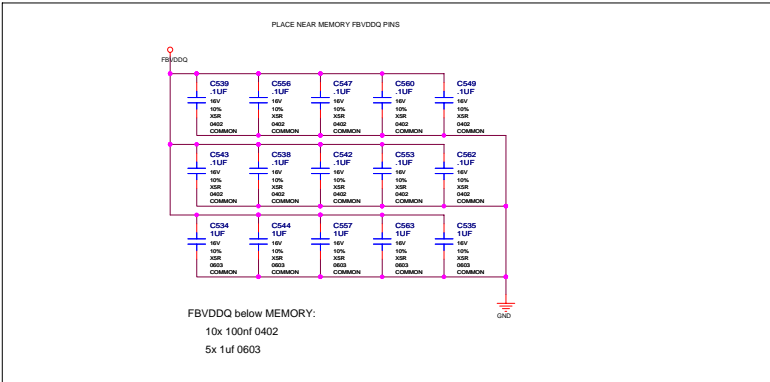 PLACE NEAR MEMORY FBVDDQ PINS
FBVDDQ
C539 C556 C547 C560 C549
.1UF .1UF .1UF .1UF .1UF
16V 16V 16V 16V 16V
10% 10% 10% 10% 10%
X5R X5R X5R X5R X5R
0402 0402 0402 0402 0402
COMMON COMMON COMMON COMMON COMMON
C543 C538 C542 C553 C562
.1UF .1UF .1UF .1UF .1UF
16V 16V 16V 16V 16V
10% 10% 10% 10% 10%
X5R X5R X5R X5R X5R
0402 0402 0402 0402 0402
COMMON COMMON COMMON COMMON COMMON
C534 C544 C557 C563 C535
1UF 1UF 1UF 1UF 1UF
16V 16V 16V 16V 16V
10% 10% 10% 10% 10%
X5R X5R X5R X5R X5R
0603 0603 0603 0603 0603
COMMON COMMON COMMON COMMON COMMON
GND
FBVDDQ below MEMORY:
10x 100nf 0402
5x 1uf 0603